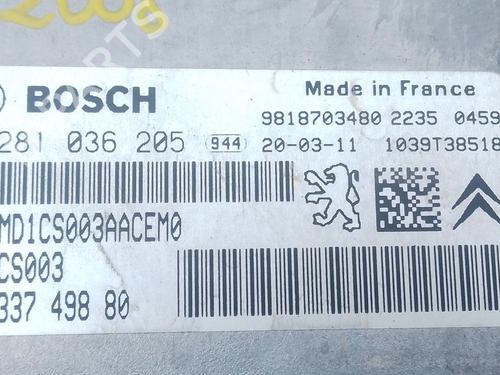 BOSCH
Made in France
281 036 205 944
9818703480 2235 0459
20-03-11 1039T38518
MD1CS003AACEM0
CS003
337 498 80